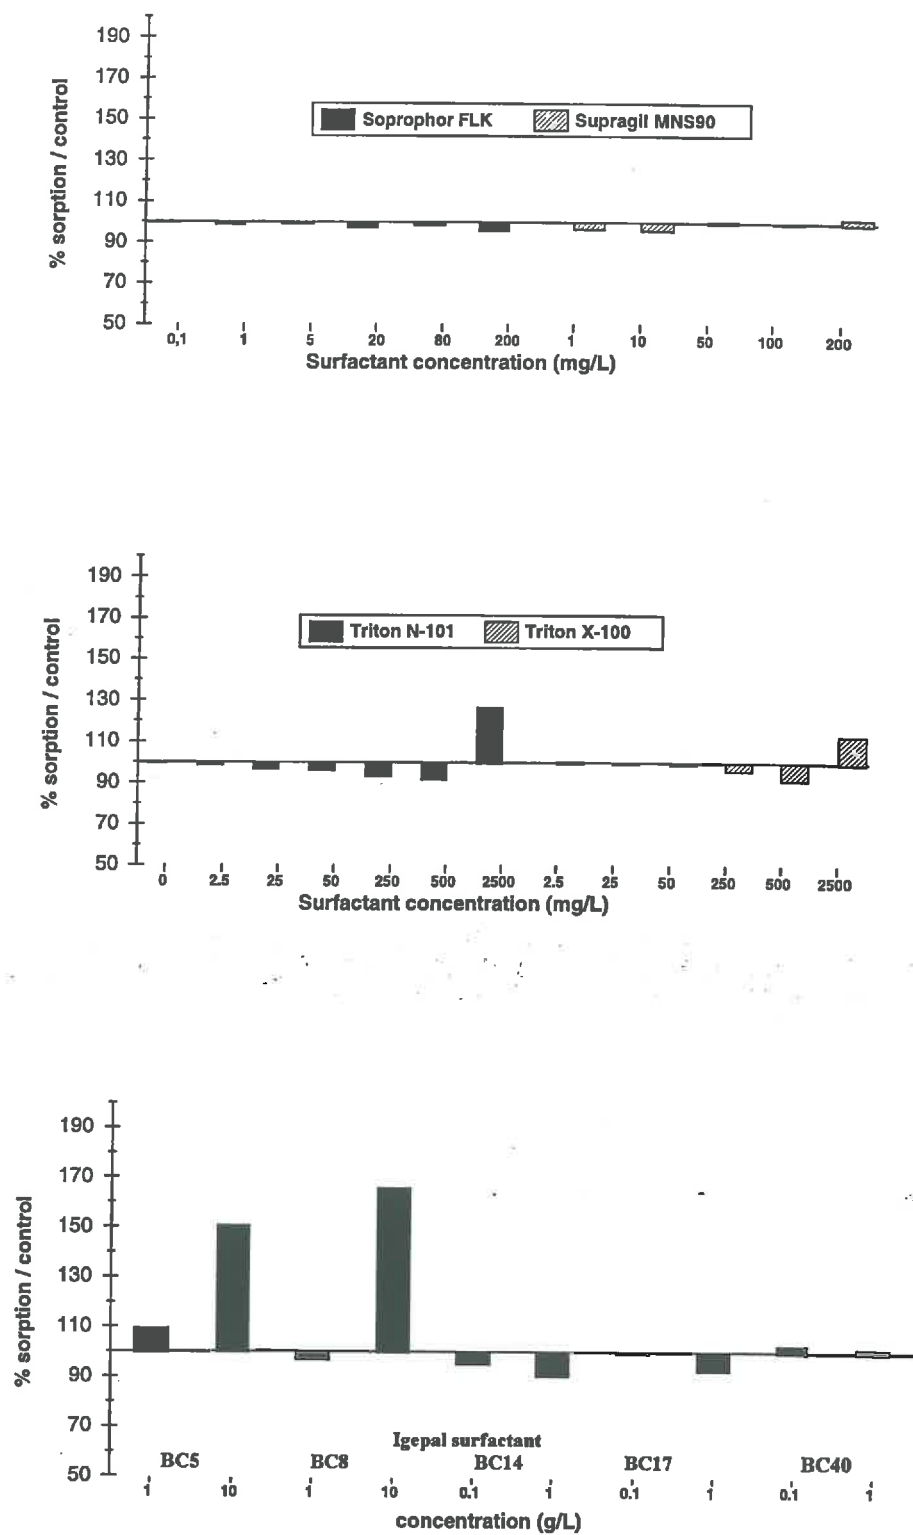 190
170
150
130
110
90
70
50
% sorption / control
Soprophor FLK Supragil MNS90
0,1 1 5 20 80 200 1 10 50 100 200
Surfactant concentration (mg/L)
190
170
150
130
110
90
70
50
% sorption / control
Triton N-101 Triton X-100
0 2.5 25 50 250 500 2500 2.5 25 50 250 500 2500
Surfactant concentration (mg/L)
190
170
150
130
110
90
70
50
% sorption / control
Igepal surfactant
BC5 BC8 BC14 BC17 BC40
1 10 1 10 0.1 1 0.1 1 0.1 1
concentration (g/L)